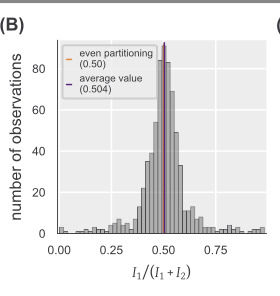 (B)
(
even partitioning
(0.50)
average value
(0.504)
number of observations
80
60
40
20
0
0.00 0.25 0.50 0.75
I₁/(I₁ + I₂)